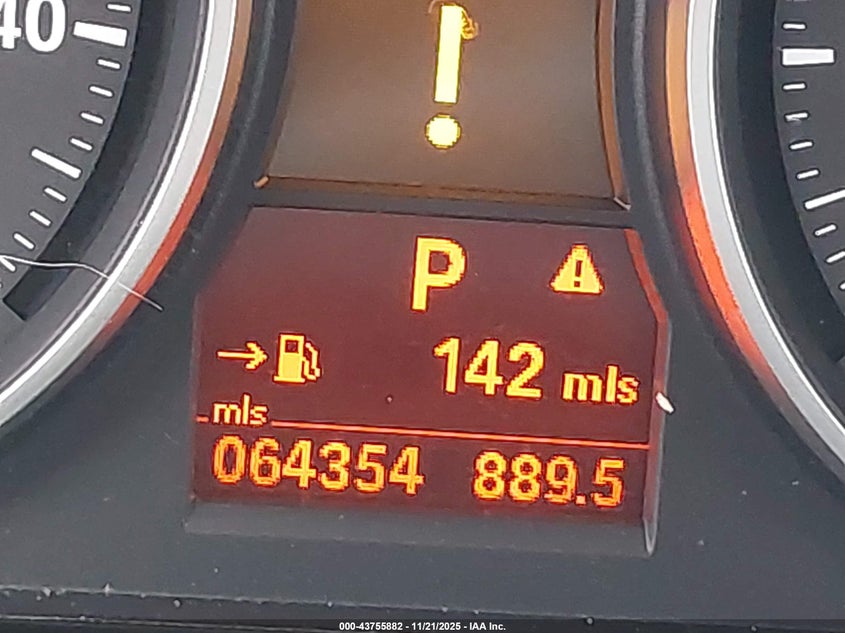 40
!
P !
→ 142 mls
mls
064354 889.5
000-43755882 - 11/21/2025 - IAA Inc.